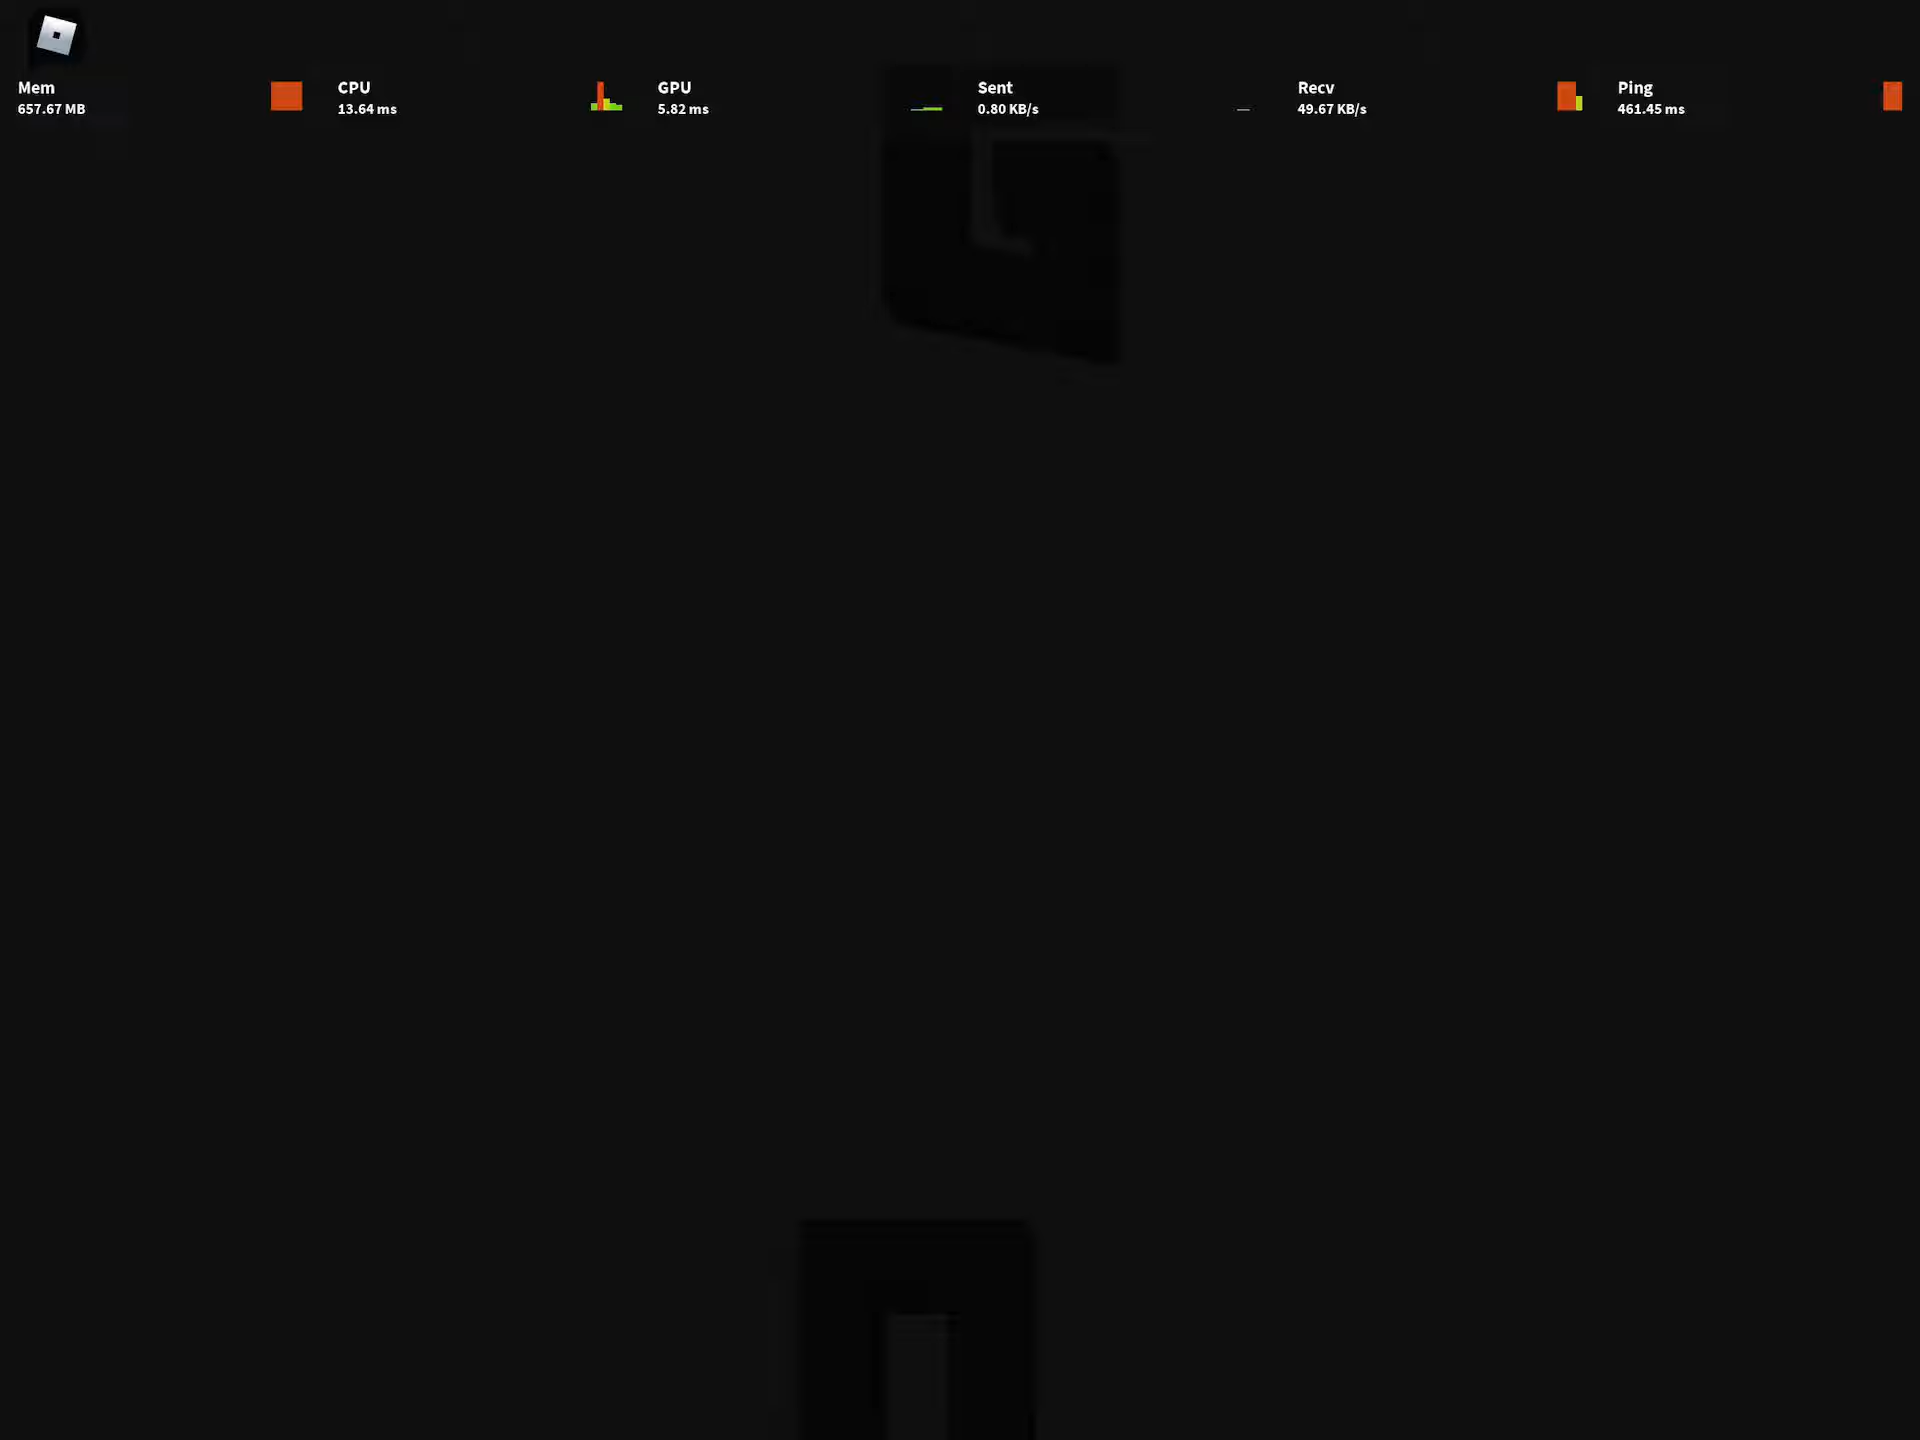 Mem CPU GPU Sent Recv Ping
657.67 MB 13.64 ms 5.82 ms 0.80 KB/s 49.67 KB/s 461.45 ms